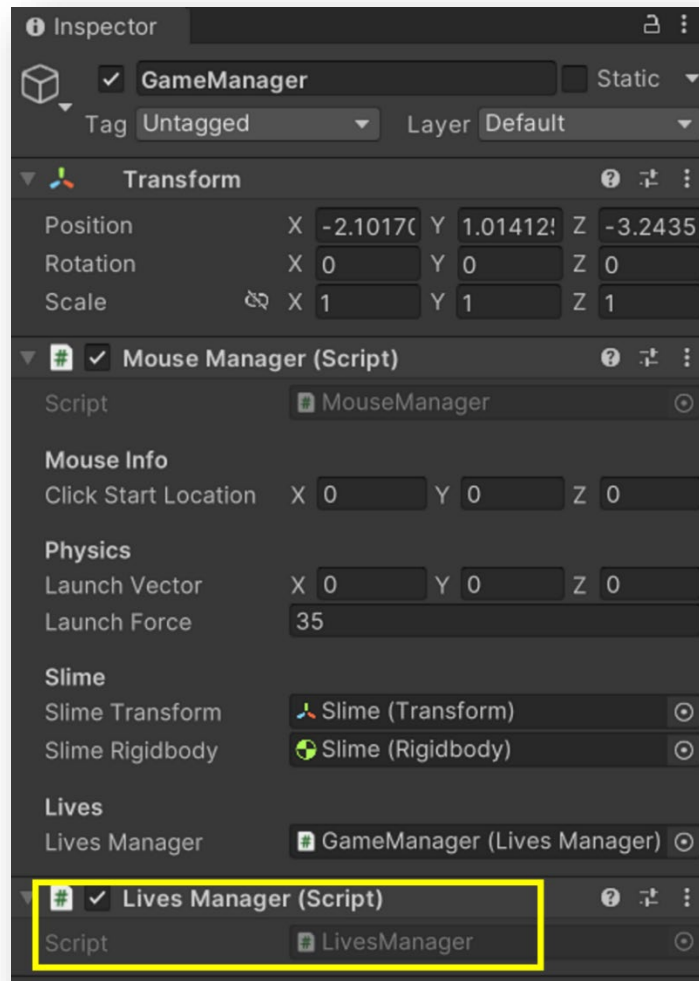 Inspector
GameManager Static
Tag Untagged Layer Default
Transform
Position X -2.1017( Y 1.01412! Z -3.2435
Rotation X 0 Y 0 Z 0
Scale X 1 Y 1 Z 1
# Mouse Manager (Script)
Script # MouseManager
Mouse Info
Click Start Location X 0 Y 0 Z 0
Physics
Launch Vector X 0 Y 0 Z 0
Launch Force 35
Slime
Slime Transform Slime (Transform)
Slime Rigidbody Slime (Rigidbody)
Lives
Lives Manager # GameManager (Lives Manager)
# Lives Manager (Script)
Script # LivesManager